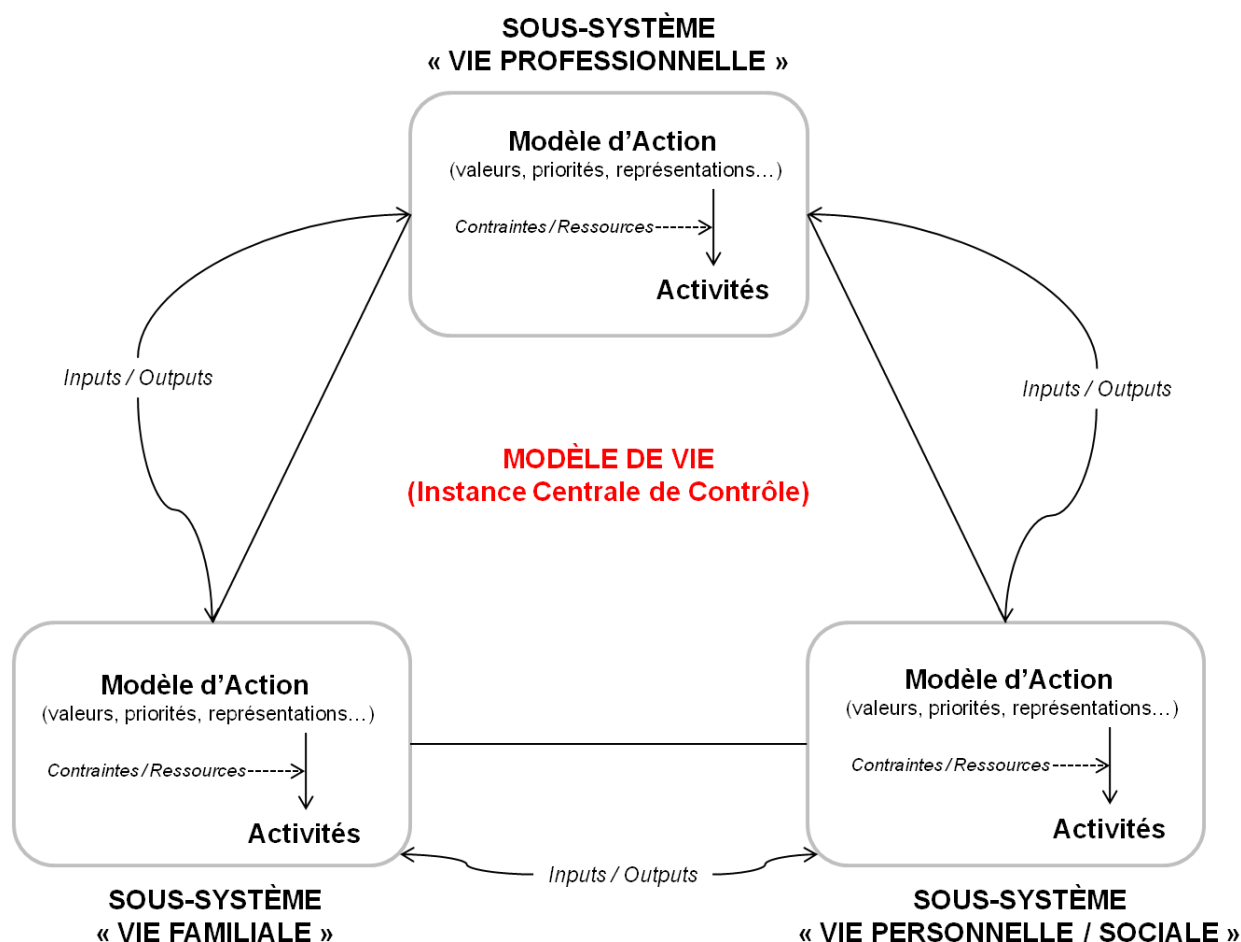 SOUS-SYSTÈME
« VIE PROFESSIONNELLE »
Modèle d’Action
(valeurs, priorités, représentations…)
Contraintes / Ressources
Activités
Inputs / Outputs
Inputs / Outputs
MODÈLE DE VIE
(Instance Centrale de Contrôle)
Modèle d’Action
(valeurs, priorités, représentations…)
Contraintes / Ressources
Activités
Modèle d’Action
(valeurs, priorités, représentations…)
Contraintes / Ressources
Activités
Inputs / Outputs
SOUS-SYSTÈME
« VIE FAMILIALE »
SOUS-SYSTÈME
« VIE PERSONNELLE / SOCIALE »